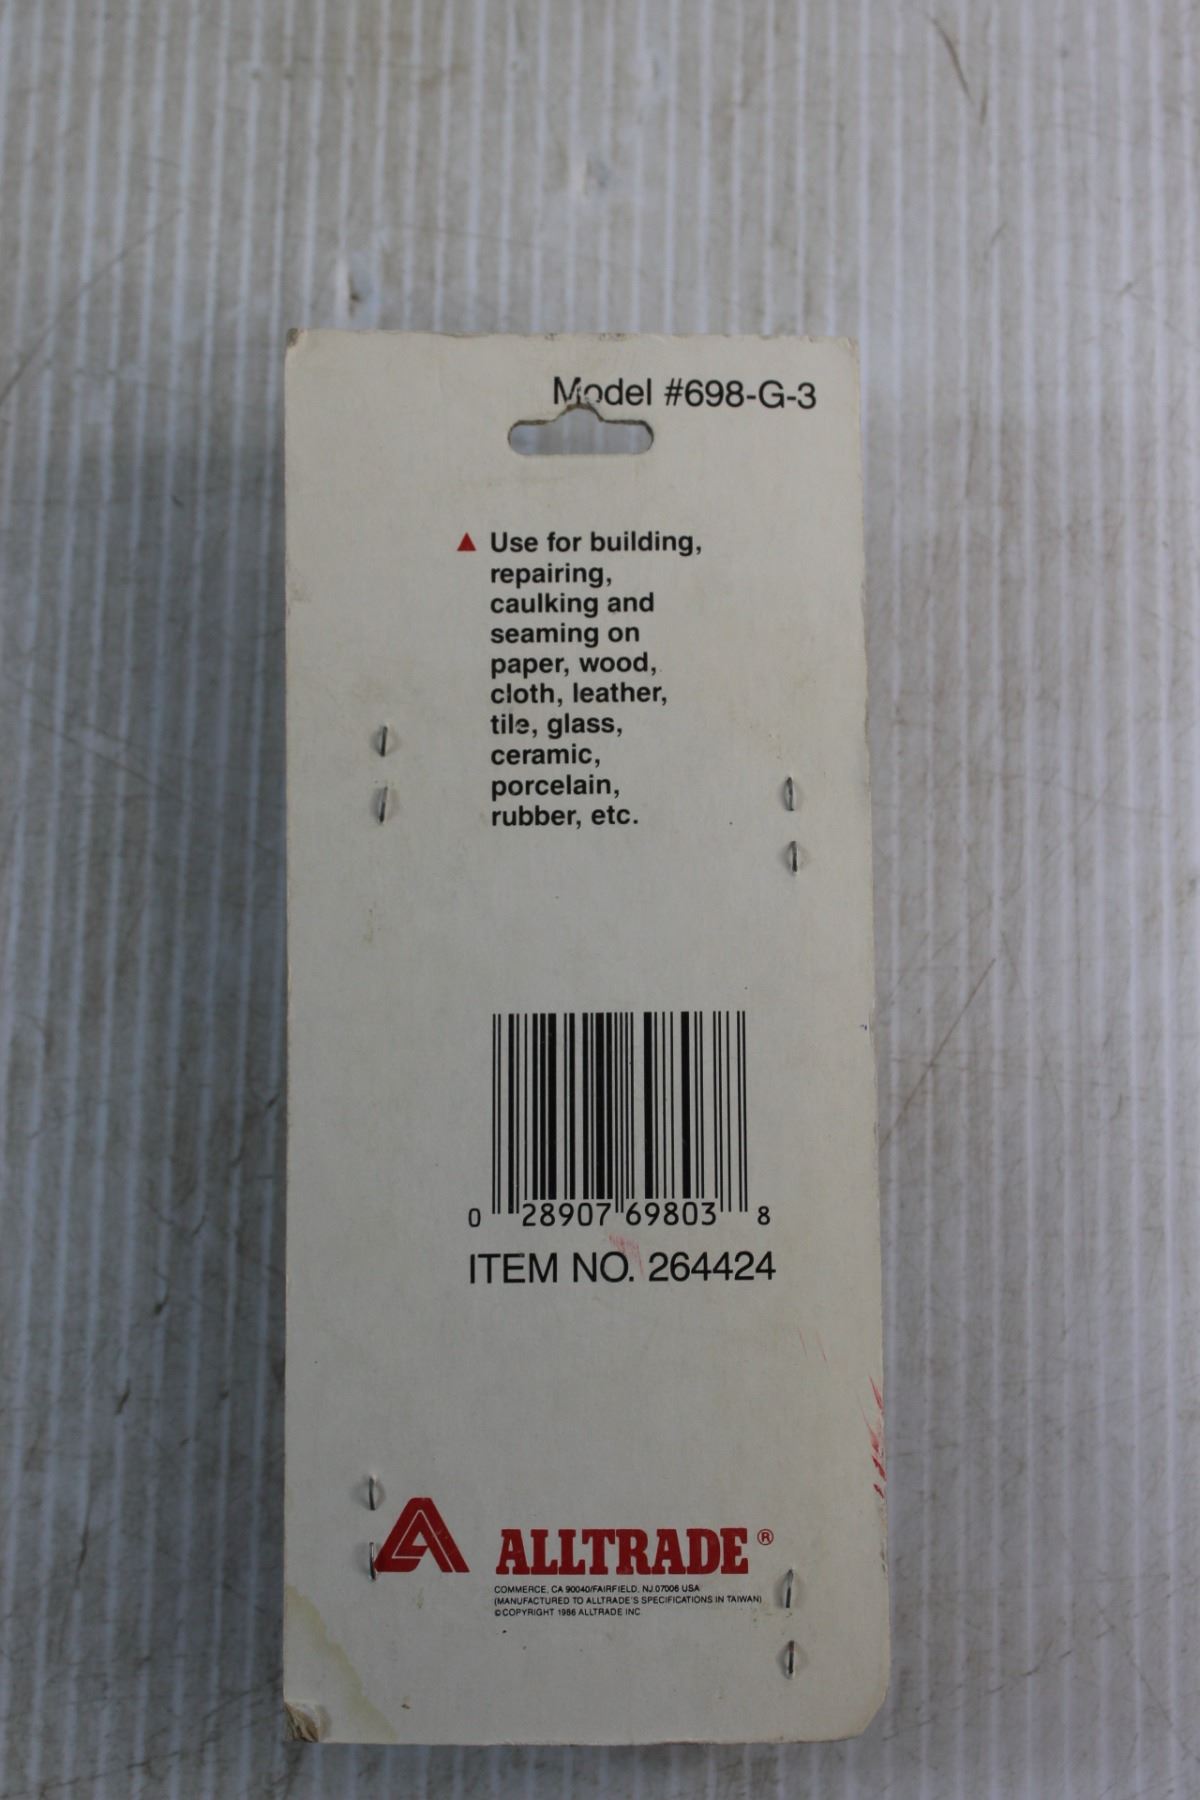 Model #698-G-3
▲ Use for building,
repairing,
caulking and
seaming on
paper, wood,
cloth, leather,
tile, glass,
ceramic,
porcelain,
rubber, etc.
0 28907 69803 8
ITEM NO. 264424
ALLTRADE®
COMMERCE, CA 90040/FAIRFIELD, NJ 07006 USA
(MANUFACTURED TO ALLTRADE'S SPECIFICATIONS IN TAIWAN)
© COPYRIGHT 1986 ALLTRADE INC.